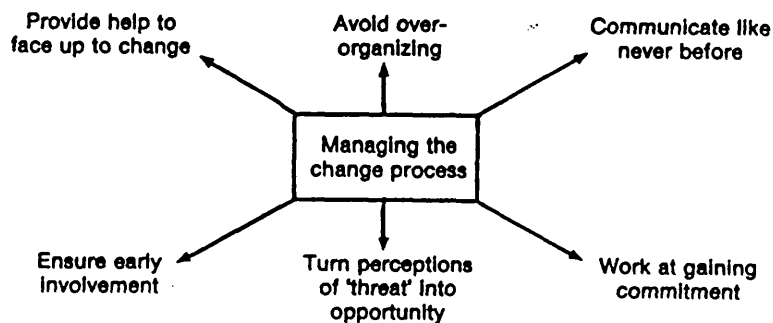 Provide help to
face up to change
Avoid over-
organizing
Communicate like
never before
Managing the
change process
Ensure early
involvement
Turn perceptions
of 'threat' into
opportunity
Work at gaining
commitment